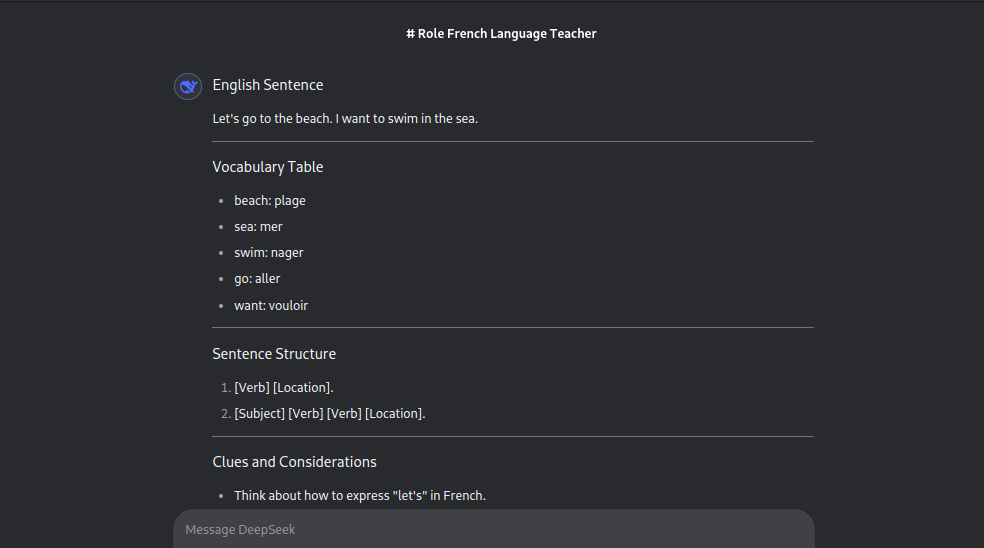 # Role French Language Teacher
English Sentence
Let's go to the beach. I want to swim in the sea.
Vocabulary Table
• beach: plage
• sea: mer
• swim: nager
• go: aller
• want: vouloir
Sentence Structure
1. [Verb] [Location].
2. [Subject] [Verb] [Verb] [Location].
Clues and Considerations
• Think about how to express "let's" in French.
Message DeepSeek